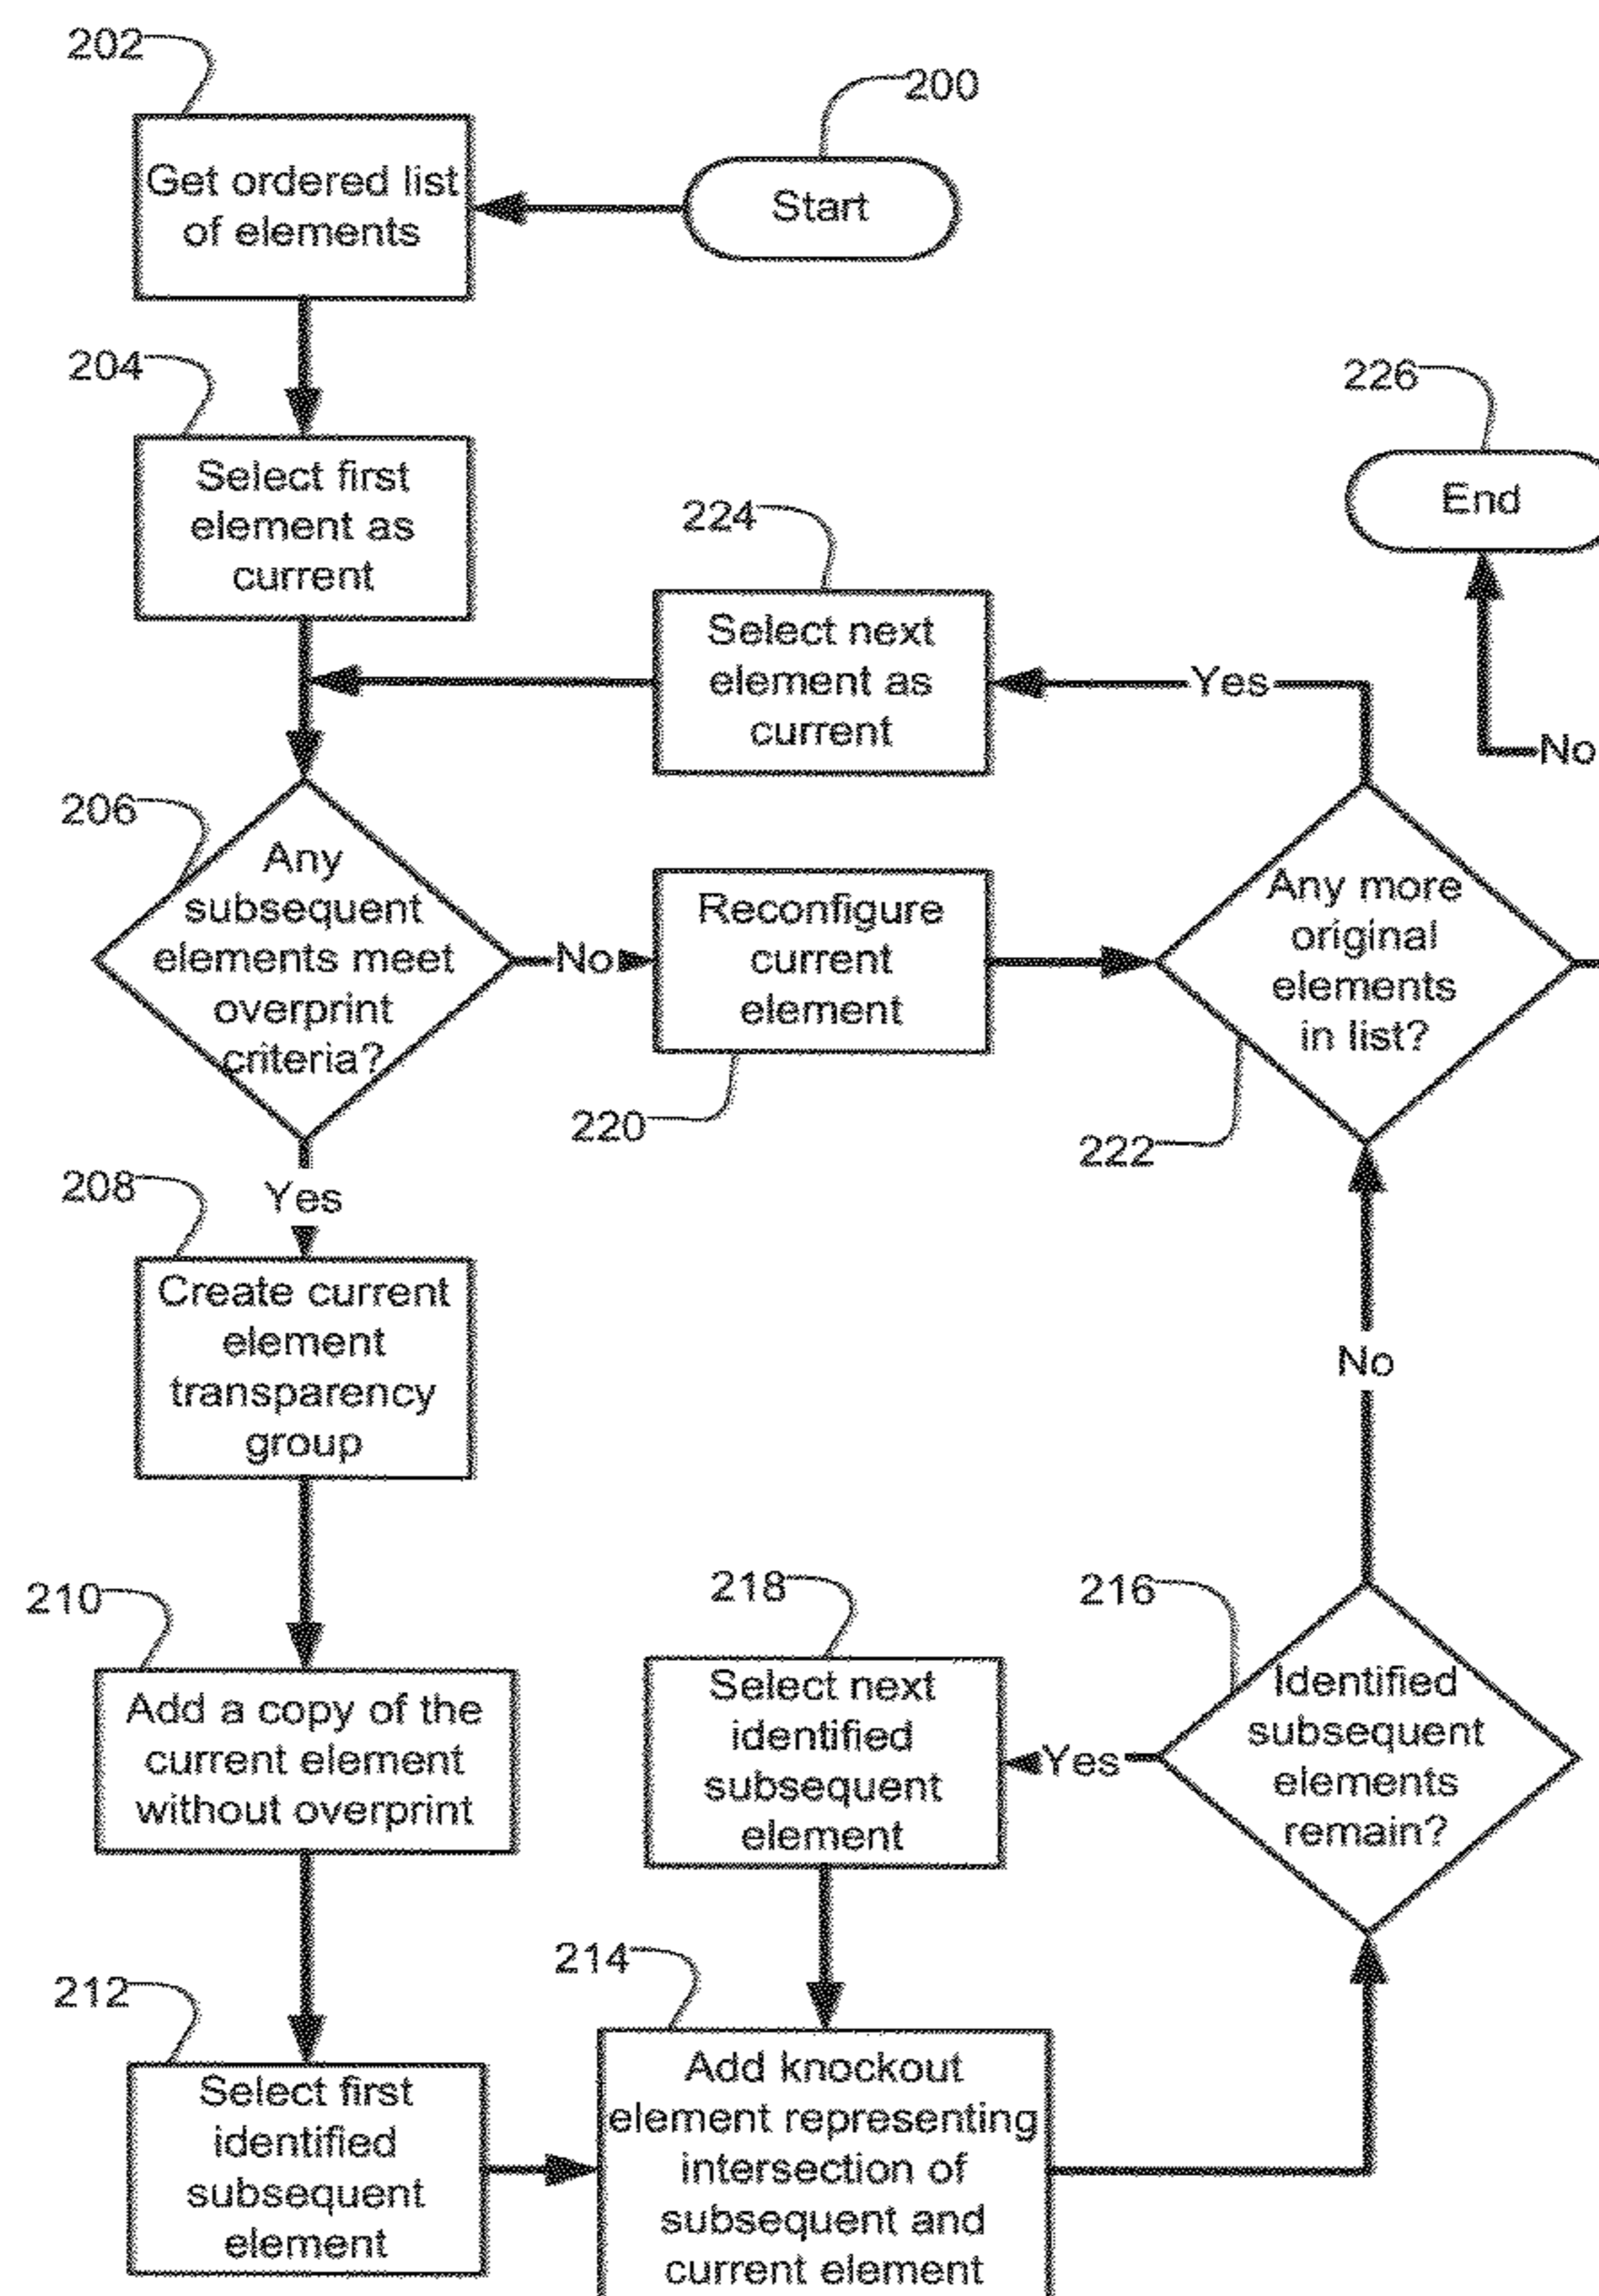 202
200
Get ordered list
of elements
Start
204
226
Select first
element as
current
End
224
Select next
element as
current
Yes
No
206
Any
subsequent
elements meet
overprint
criteria?
No
Reconfigure
current
element
220
Any more
original
elements
in list?
222
Yes
208
Create current
element
transparency
group
No
210
Add a copy of the
current element
without overprint
218
Select next
identified
subsequent
element
Yes
216
Identified
subsequent
elements
remain?
212
Select first
identified
subsequent
element
214
Add knockout
element representing
intersection of
subsequent and
current element